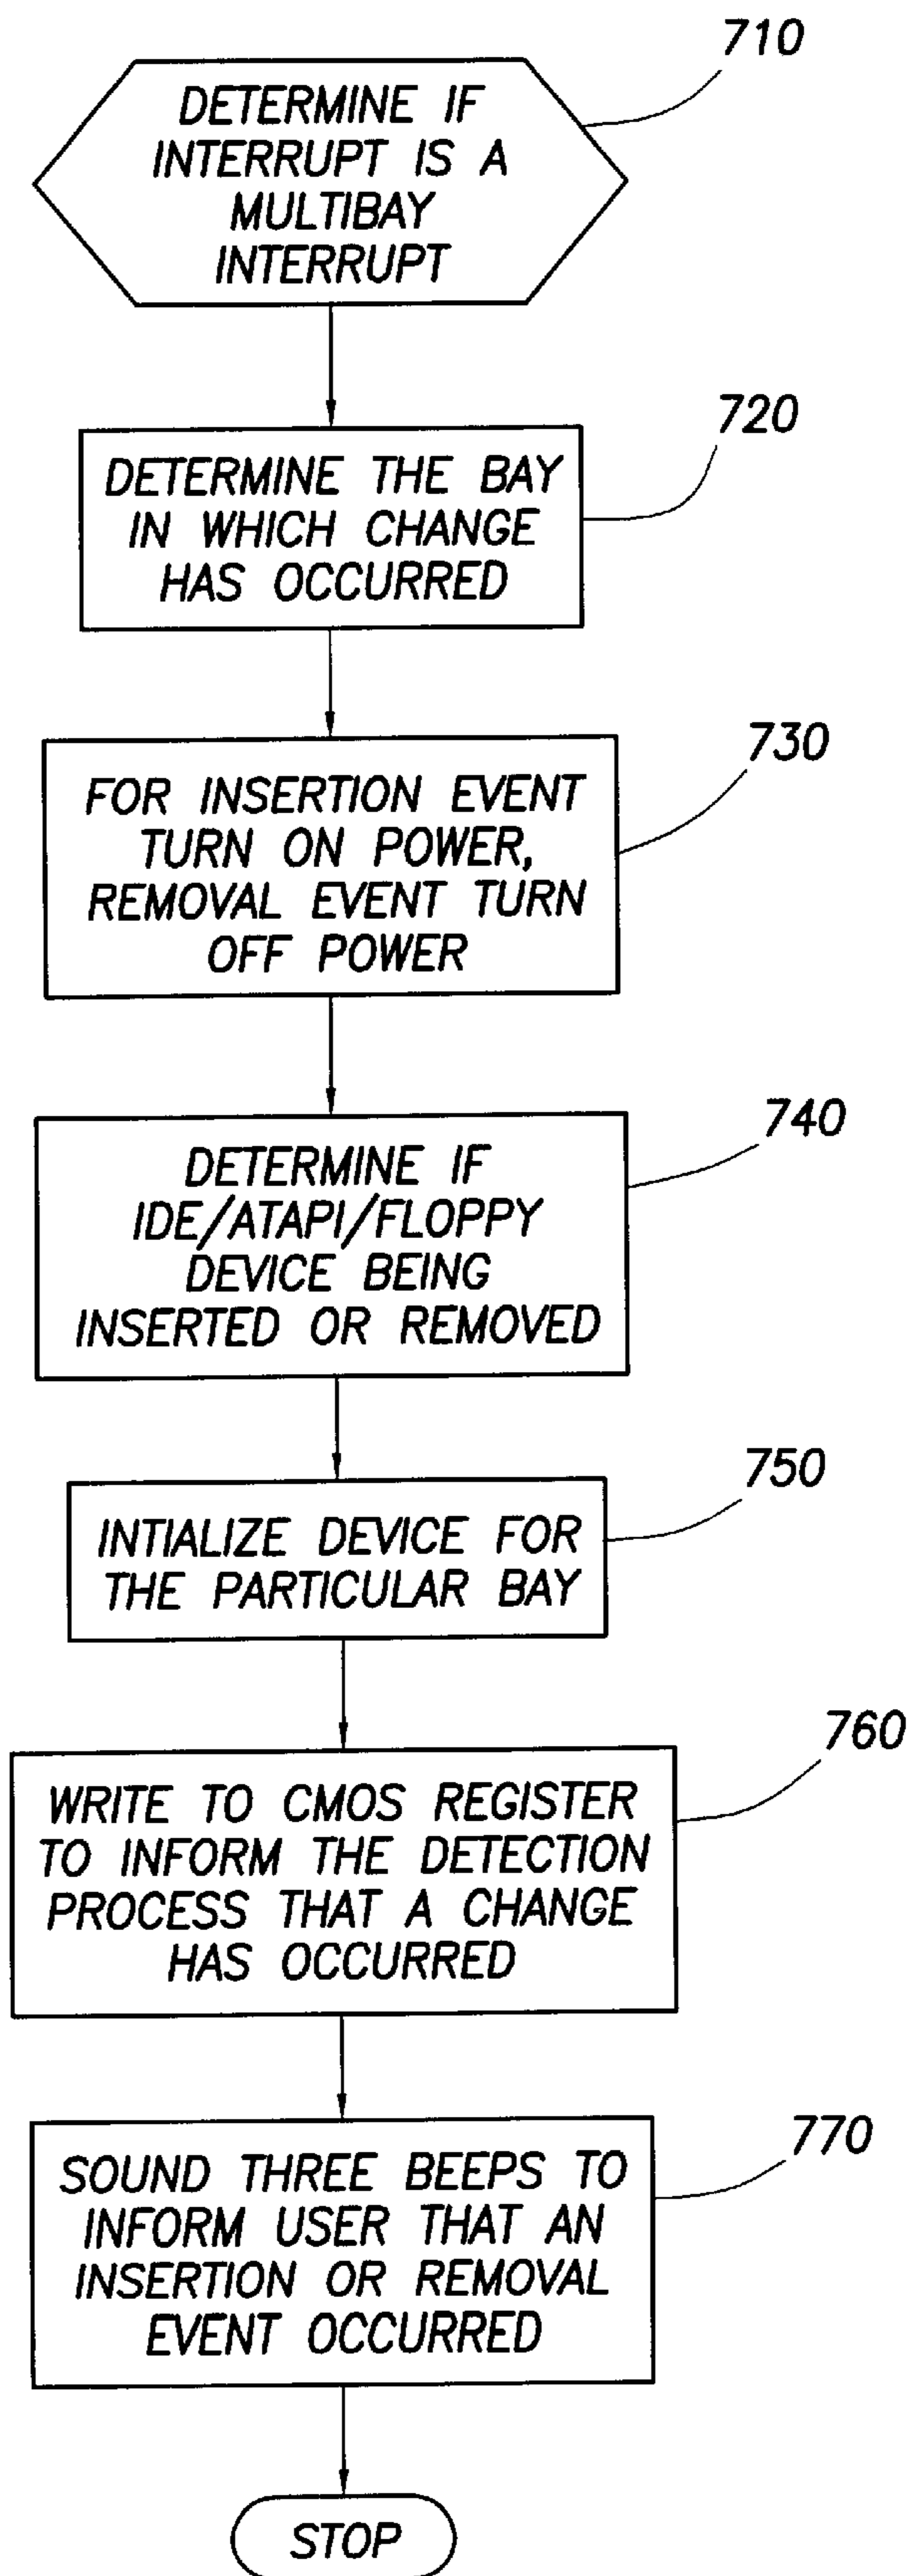 710
DETERMINE IF
INTERRUPT IS A
MULTIBAY
INTERRUPT
720
DETERMINE THE BAY
IN WHICH CHANGE
HAS OCCURRED
730
FOR INSERTION EVENT
TURN ON POWER,
REMOVAL EVENT TURN
OFF POWER
740
DETERMINE IF
IDE/ATAPI/FLOPPY
DEVICE BEING
INSERTED OR REMOVED
750
INTIALIZE DEVICE FOR
THE PARTICULAR BAY
760
WRITE TO CMOS REGISTER
TO INFORM THE DETECTION
PROCESS THAT A CHANGE
HAS OCCURRED
770
SOUND THREE BEEPS TO
INFORM USER THAT AN
INSERTION OR REMOVAL
EVENT OCCURRED
STOP